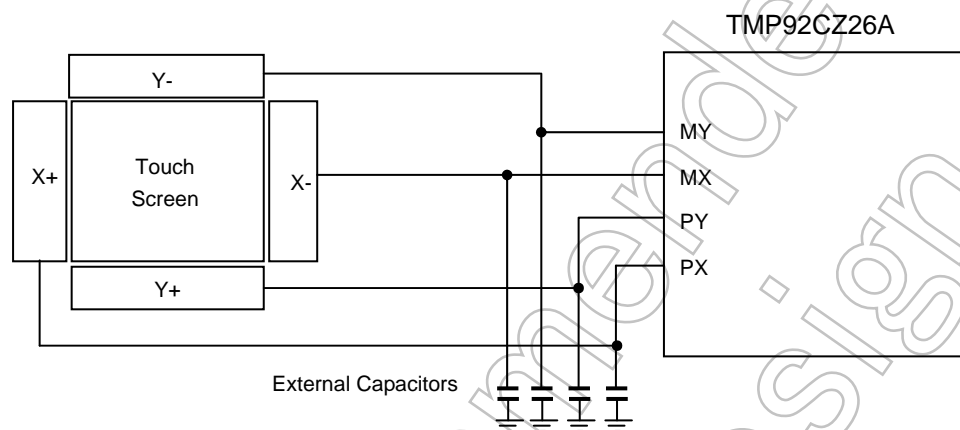 TMP92CZ26A
Y-
X+
Touch
Screen
X-
Y+
MY
MX
PY
PX
External Capacitors